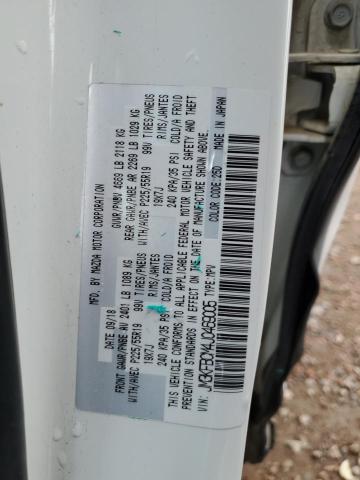 MFD. BY MAZDA MOTOR CORPORATION
DATE 09/18 GVWR/PNBV 4669 LB 2118 KG
FRONT GAWR/PNBE AV 2401 LB 1089 KG REAR GAWR/PNBE AR 2269 LB 1029 KG
WITH/AVEC P225/55R19 99V TIRES/PNEUS WITH/AVEC P225/55R19 99V TIRES/PNEUS
19X7J RIMS/JANTES 19X7J RIMS/JANTES
240 KPA/35 PSI COLD/A FROID 240 KPA/35 PSI COLD/A FROID
THIS VEHICLE CONFORMS TO ALL APPLICABLE FEDERAL MOTOR VEHICLE SAFETY AND THEFT
PREVENTION STANDARDS IN EFFECT ON THE DATE OF MANUFACTURE SHOWN ABOVE.
VIN: JM3KFBCM4J0469005 TYPE:MPV COLOR CODE:25D MADE IN JAPAN